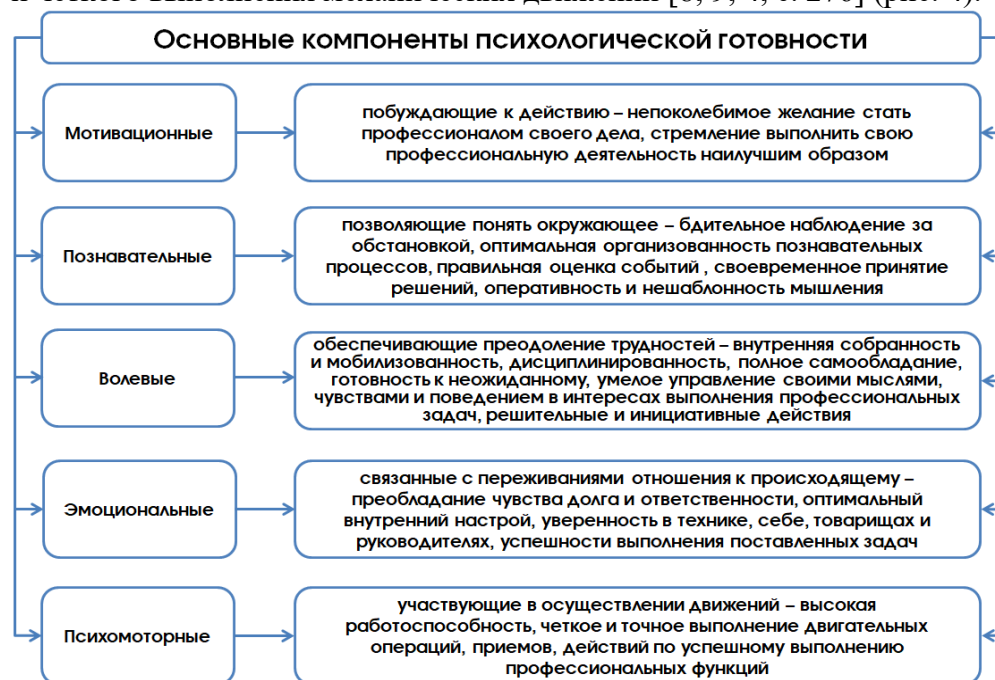 и четкого выполнения механических движений
Основные компоненты психологической готовности
Мотивационные
побуждающие к действию – непоколебимое желание стать
профессионалом своего дела, стремление выполнить свою
профессиональную деятельность наилучшим образом
Познавательные
позволяющие понять окружающее – бдительное наблюдение за
обстановкой, оптимальная организованность познавательных
процессов, правильная оценка событий , своевременное принятие
решений, оперативность и нешаблонность мышления
Волевые
обеспечивающие преодоление трудностей – внутренняя собранность
и мобилизованность, дисциплинированность, полное самообладание,
готовность к неожиданному, умелое управление своими мыслями,
чувствами и поведением в интересах выполнения профессиональных
задач, решительные и инициативные действия
Эмоциональные
связанные с переживаниями отношения к происходящему –
преобладание чувства долга и ответственности, оптимальный
внутренний настрой, уверенность в технике, себе, товарищах и
руководителях, успешности выполнения поставленных задач
Психомоторные
участвующие в осуществлении движений – высокая
работоспособность, четкое и точное выполнение двигательных
операций, приемов, действий по успешному выполнению
профессиональных функций